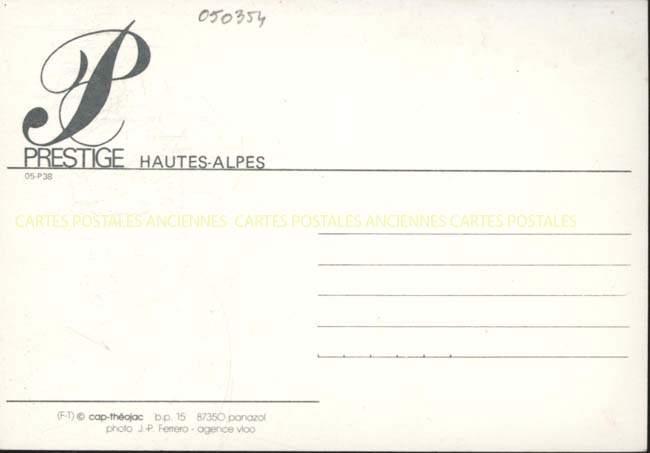 050354
P
PRESTIGE HAUTES-ALPES
05-P38
CARTES POSTALES ANCIENNES CARTES POSTALES ANCIENNES CARTES POSTALES
(F-T) © cap-théojac b.p. 15 87350 panazol
photo J.-P. Ferrero - agence vloo